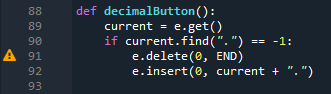 88 def decimalButton():
89     current = e.get()
90     if current.find(".") == -1:
91         e.delete(0, END)
92         e.insert(0, current + ".")
93